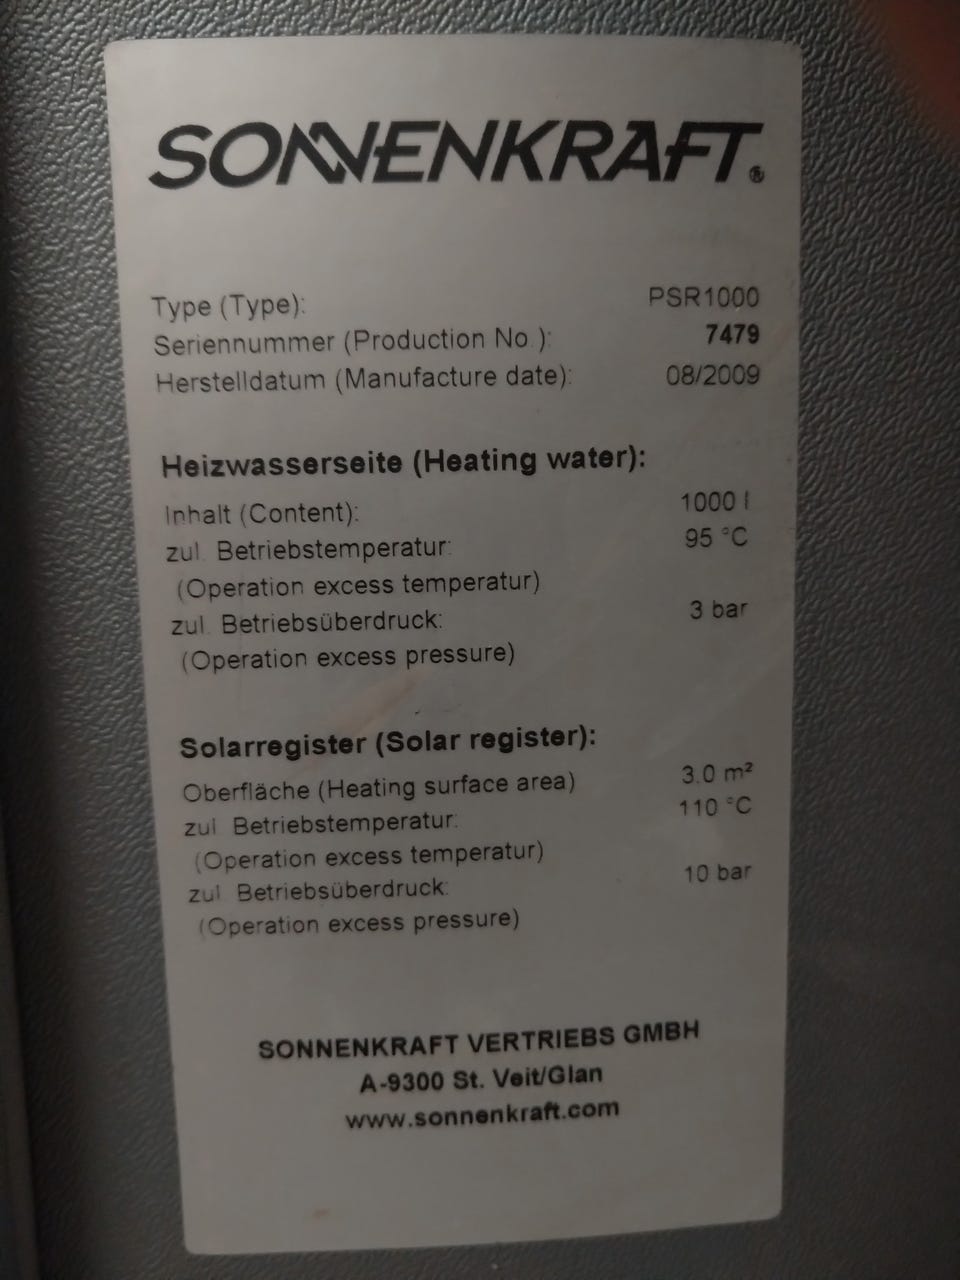 SONNENKRAFT®
Type (Type): PSR1000
Seriennummer (Production No.): 7479
Herstelldatum (Manufacture date): 08/2009
Heizwasserseite (Heating water):
Inhalt (Content): 1000 l
zul. Betriebstemperatur: 95 °C
(Operation excess temperatur)
zul. Betriebsüberdruck: 3 bar
(Operation excess pressure)
Solarregister (Solar register):
Oberfläche (Heating surface area) 3.0 m²
zul. Betriebstemperatur: 110 °C
(Operation excess temperatur)
zul. Betriebsüberdruck: 10 bar
(Operation excess pressure)
SONNENKRAFT VERTRIEBS GMBH
A-9300 St. Veit/Glan
www.sonnenkraft.com